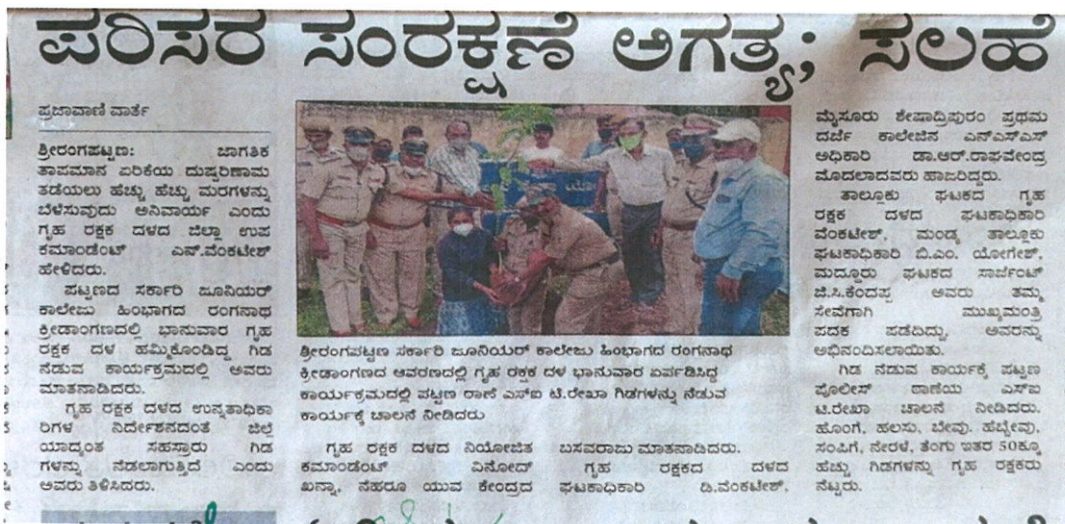 ಪರಿಸರ ಸಂರಕ್ಷಣೆ ಅಗತ್ಯ; ಸಲಹೆ
ಪ್ರಜಾವಾಣಿ ವಾರ್ತೆ
ಶ್ರೀರಂಗಪಟ್ಟಣ: ಜಾಗತಿಕ
ತಾಪಮಾನ ಏರಿಕೆಯ ದುಷ್ಪರಿಣಾಮ
ತಡೆಯಲು ಹೆಚ್ಚು ಹೆಚ್ಚು ಮರಗಳನ್ನು
ಬೆಳೆಸುವುದು ಅನಿವಾರ್ಯ ಎಂದು
ಗೃಹ ರಕ್ಷಕ ದಳದ ಜಿಲ್ಲಾ ಉಪ
ಕಮಾಂಡೆಂಟ್ ಎನ್.ವೆಂಕಟೇಶ್
ಹೇಳಿದರು.
ಪಟ್ಟಣದ ಸರ್ಕಾರಿ ಜೂನಿಯರ್
ಕಾಲೇಜು ಹಿಂಭಾಗದ ರಂಗನಾಥ
ಕ್ರೀಡಾಂಗಣದಲ್ಲಿ ಭಾನುವಾರ ಗೃಹ
ರಕ್ಷಕ ದಳ ಹಮ್ಮಿಕೊಂಡಿದ್ದ ಗಿಡ
ನೆಡುವ ಕಾರ್ಯಕ್ರಮದಲ್ಲಿ ಅವರು
ಮಾತನಾಡಿದರು.
ಗೃಹ ರಕ್ಷಕ ದಳದ ಉನ್ನತಾಧಿಕಾ
ರಿಗಳ ನಿರ್ದೇಶನದಂತೆ ಜಿಲ್ಲೆ
ಯಾದ್ಯಂತ ಸಹಸ್ರಾರು ಗಿಡ
ಗಳನ್ನು ನೆಡಲಾಗುತ್ತಿದೆ ಎಂದು
ಅವರು ತಿಳಿಸಿದರು.
ಶ್ರೀರಂಗಪಟ್ಟಣ ಸರ್ಕಾರಿ ಜೂನಿಯರ್ ಕಾಲೇಜು ಹಿಂಭಾಗದ ರಂಗನಾಥ
ಕ್ರೀಡಾಂಗಣದ ಆವರಣದಲ್ಲಿ ಗೃಹ ರಕ್ಷಕ ದಳ ಭಾನುವಾರ ಏರ್ಪಡಿಸಿದ್ದ
ಕಾರ್ಯಕ್ರಮದಲ್ಲಿ ಪಟ್ಟಣ ಠಾಣೆ ಎಸ್‌ಐ ಟಿ.ರೇಖಾ ಗಿಡಗಳನ್ನು ನೆಡುವ
ಕಾರ್ಯಕ್ಕೆ ಚಾಲನೆ ನೀಡಿದರು
ಗೃಹ ರಕ್ಷಕ ದಳದ ನಿಯೋಜಿತ
ಕಮಾಂಡೆಂಟ್ ವಿನೋದ್
ಖನ್ನಾ, ನೆಹರೂ ಯುವ ಕೇಂದ್ರದ
ಬಸವರಾಜು ಮಾತನಾಡಿದರು.
ಗೃಹ ರಕ್ಷಕದ ದಳದ
ಘಟಕಾಧಿಕಾರಿ ಡಿ.ವೆಂಕಟೇಶ್,
ಮೈಸೂರು ಶೇಷಾದ್ರಿಪುರಂ ಪ್ರಥಮ
ದರ್ಜೆ ಕಾಲೇಜಿನ ಎನ್‌ಎಸ್‌ಎಸ್
ಅಧಿಕಾರಿ ಡಾ.ಆರ್.ರಾಘವೇಂದ್ರ
ಮೊದಲಾದವರು ಹಾಜರಿದ್ದರು.
ತಾಲ್ಲೂಕು ಘಟಕದ ಗೃಹ
ರಕ್ಷಕ ದಳದ ಘಟಕಾಧಿಕಾರಿ
ವೆಂಕಟೇಶ್, ಮಂಡ್ಯ ತಾಲ್ಲೂಕು
ಘಟಕಾಧಿಕಾರಿ ಬಿ.ಎಂ. ಯೋಗೇಶ್,
ಮದ್ದೂರು ಘಟಕದ ಸಾರ್ಜೆಂಟ್
ಜಿ.ಸಿ.ಕೆಂದಪ್ಪ ಅವರು ತಮ್ಮ
ಸೇವೆಗಾಗಿ ಮುಖ್ಯಮಂತ್ರಿ
ಪದಕ ಪಡೆದಿದ್ದು, ಅವರನ್ನು
ಅಭಿನಂದಿಸಲಾಯಿತು.
ಗಿಡ ನೆಡುವ ಕಾರ್ಯಕ್ಕೆ ಪಟ್ಟಣ
ಪೊಲೀಸ್ ಠಾಣೆಯ ಎಸ್‌ಐ
ಟಿ.ರೇಖಾ ಚಾಲನೆ ನೀಡಿದರು.
ಹೊಂಗೆ, ಹಲಸು, ಬೇವು, ಹೆಬ್ಬೇವು,
ಸಂಪಿಗೆ, ನೇರಳೆ, ತೆಂಗು ಇತರ 50ಕ್ಕೂ
ಹೆಚ್ಚು ಗಿಡಗಳನ್ನು ಗೃಹ ರಕ್ಷಕರು
ನೆಟ್ಟರು.